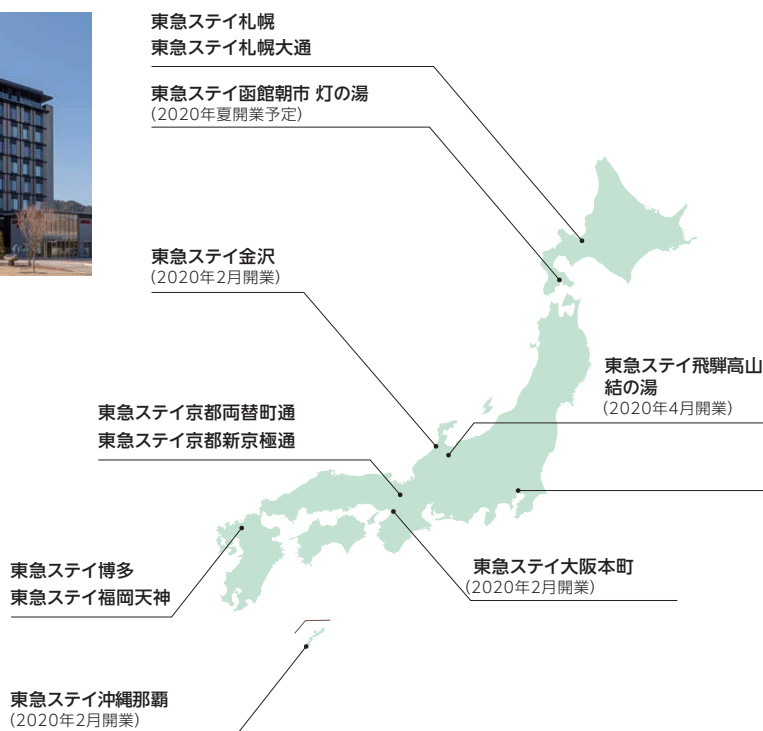 東急ステイ札幌
東急ステイ札幌大通
東急ステイ函館朝市 灯の湯
(2020年夏開業予定)
東急ステイ金沢
(2020年2月開業)
東急ステイ飛騨高山
結の湯
(2020年4月開業)
東急ステイ京都両替町通
東急ステイ京都新京極通
東急ステイ大阪本町
(2020年2月開業)
東急ステイ博多
東急ステイ福岡天神
東急ステイ沖縄那覇
(2020年2月開業)